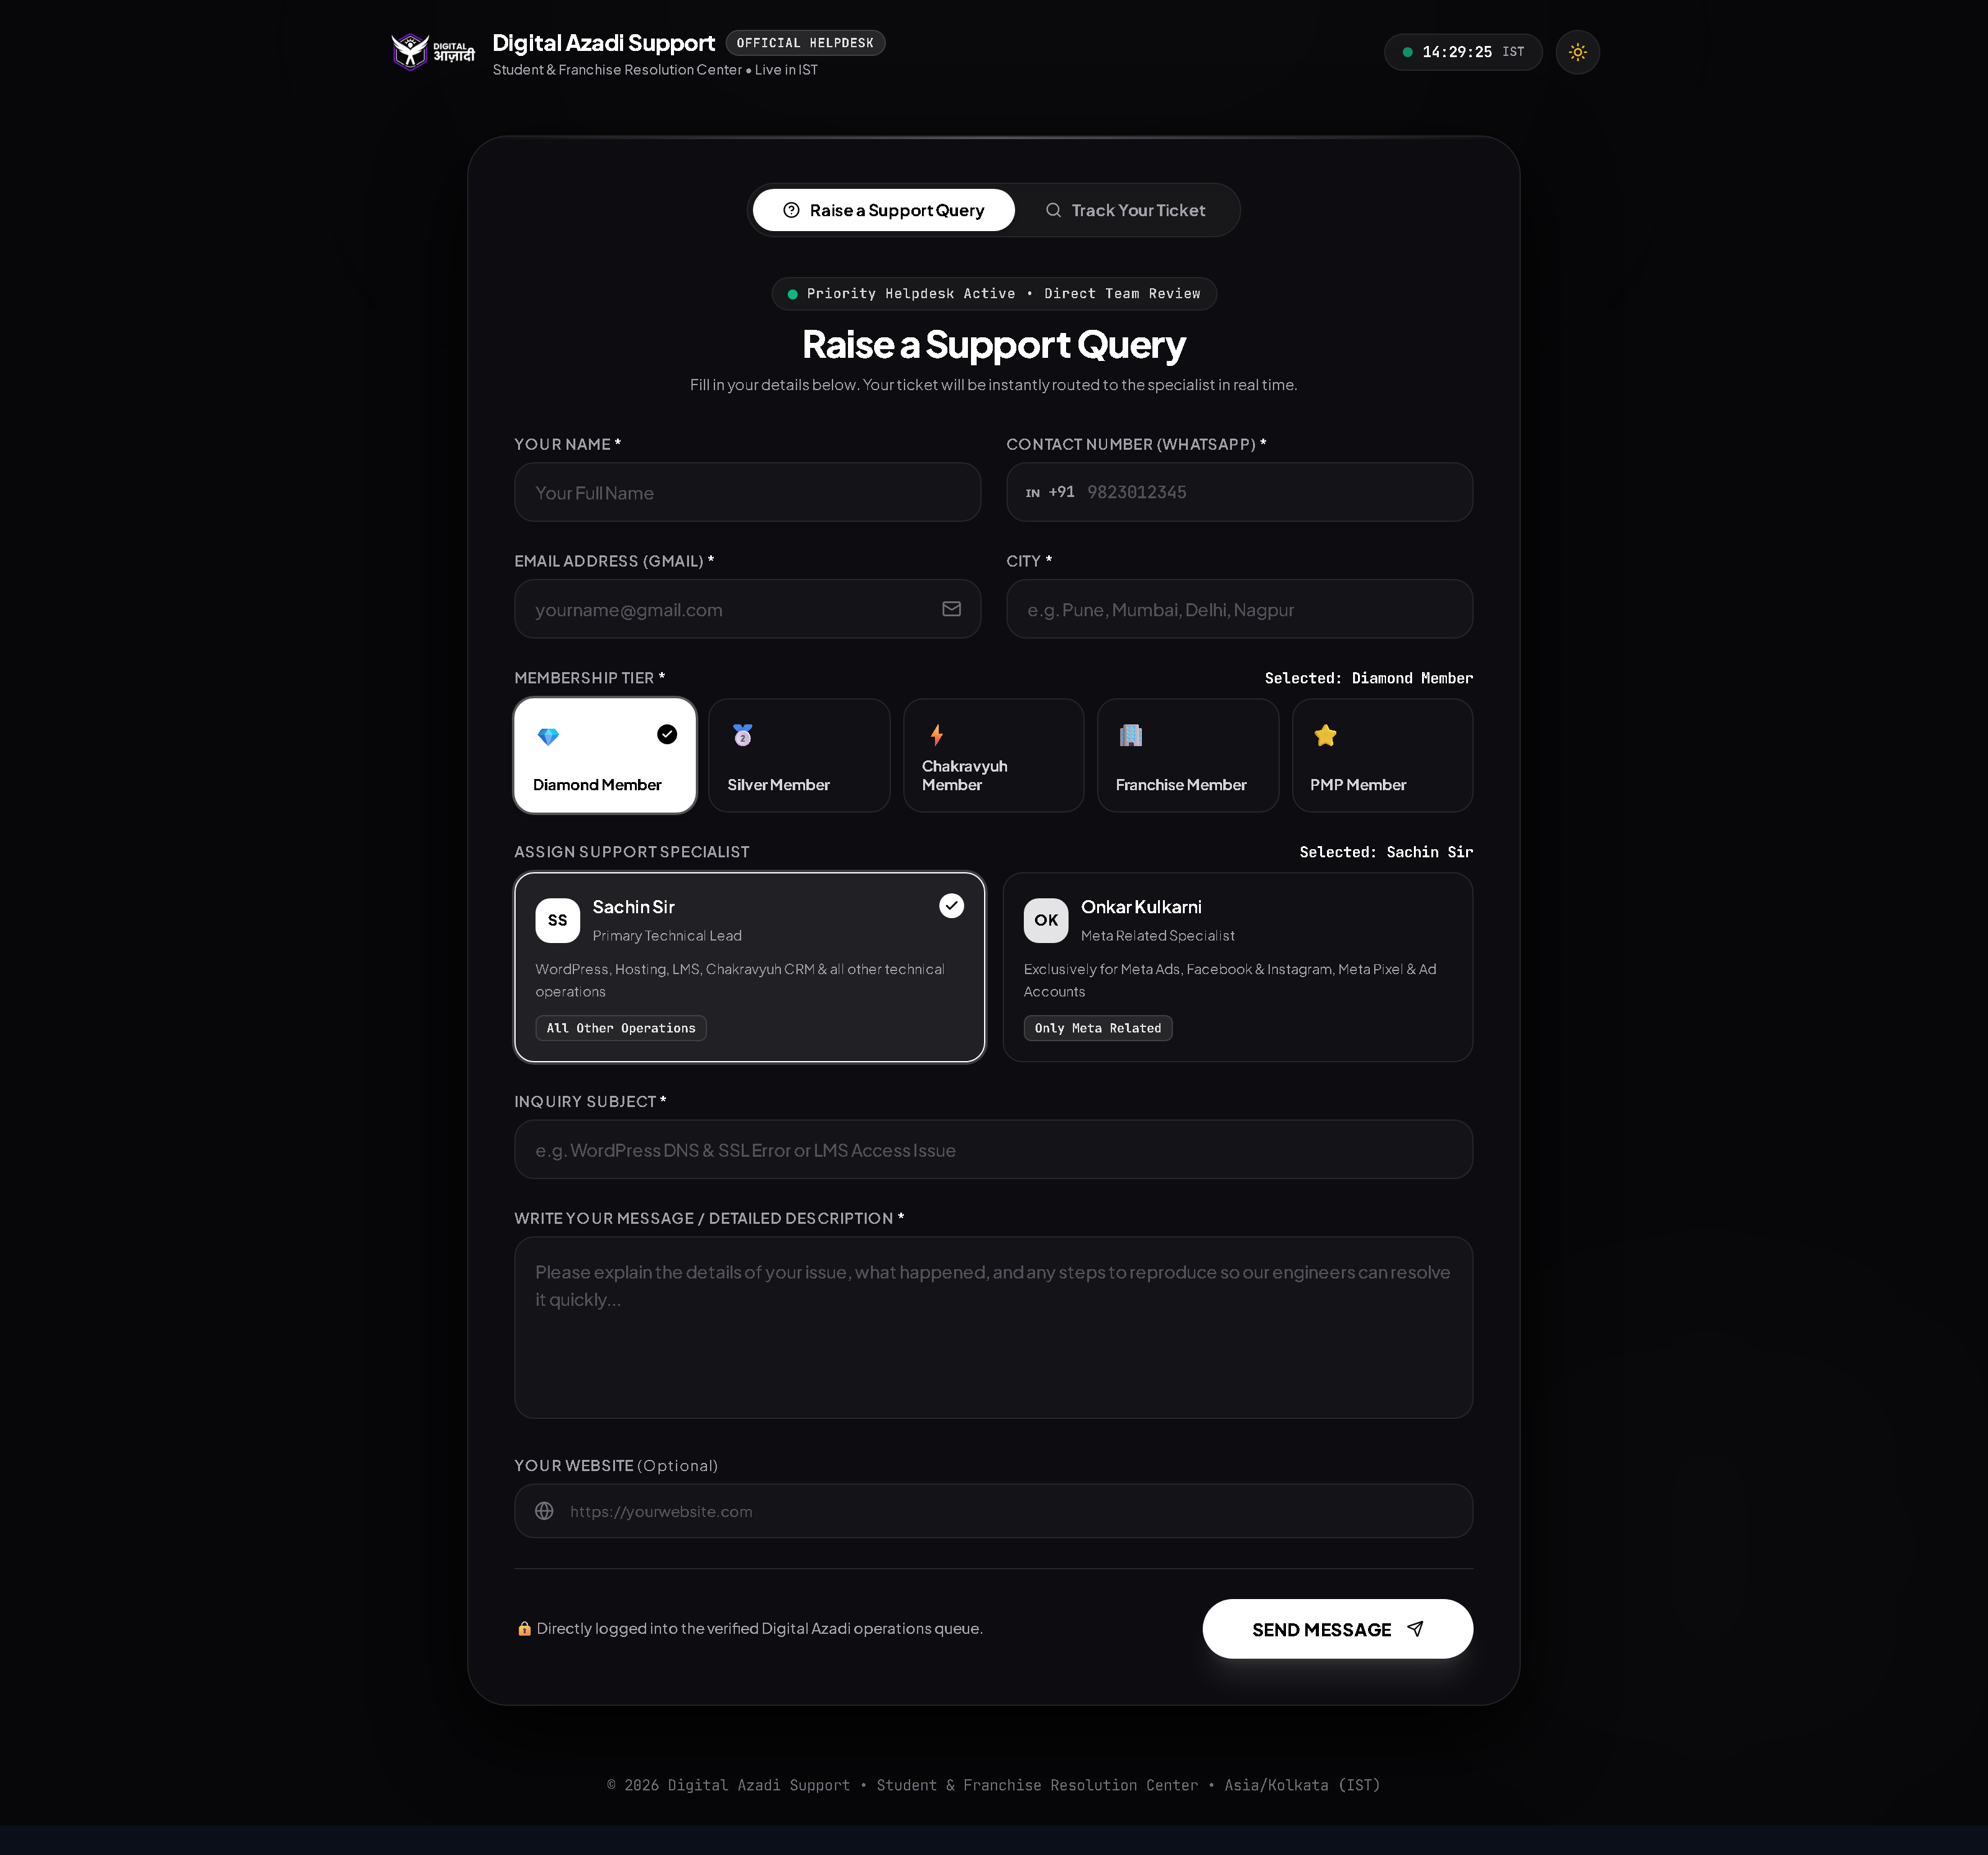 DIGITAL
आज़ादी
Digital Azadi Support
OFFICIAL HELPDESK
Student & Franchise Resolution Center • Live in IST
14:29:25 IST
Raise a Support Query
Track Your Ticket
Priority Helpdesk Active • Direct Team Review
Raise a Support Query
Fill in your details below. Your ticket will be instantly routed to the specialist in real time.
YOUR NAME *
CONTACT NUMBER (WHATSAPP) *
Your Full Name
IN +91 9823012345
EMAIL ADDRESS (GMAIL) *
CITY *
yourname@gmail.com
e.g. Pune, Mumbai, Delhi, Nagpur
MEMBERSHIP TIER *
Selected: Diamond Member
Diamond Member
2
Silver Member
Chakravyuh
Member
Franchise Member
PMP Member
ASSIGN SUPPORT SPECIALIST
Selected: Sachin Sir
SS
Sachin Sir
Primary Technical Lead
WordPress, Hosting, LMS, Chakravyuh CRM & all other technical
operations
All Other Operations
OK
Onkar Kulkarni
Meta Related Specialist
Exclusively for Meta Ads, Facebook & Instagram, Meta Pixel & Ad
Accounts
Only Meta Related
INQUIRY SUBJECT *
e.g. WordPress DNS & SSL Error or LMS Access Issue
WRITE YOUR MESSAGE / DETAILED DESCRIPTION *
Please explain the details of your issue, what happened, and any steps to reproduce so our engineers can resolve
it quickly...
YOUR WEBSITE (Optional)
https://yourwebsite.com
Directly logged into the verified Digital Azadi operations queue.
SEND MESSAGE
© 2026 Digital Azadi Support • Student & Franchise Resolution Center • Asia/Kolkata (IST)